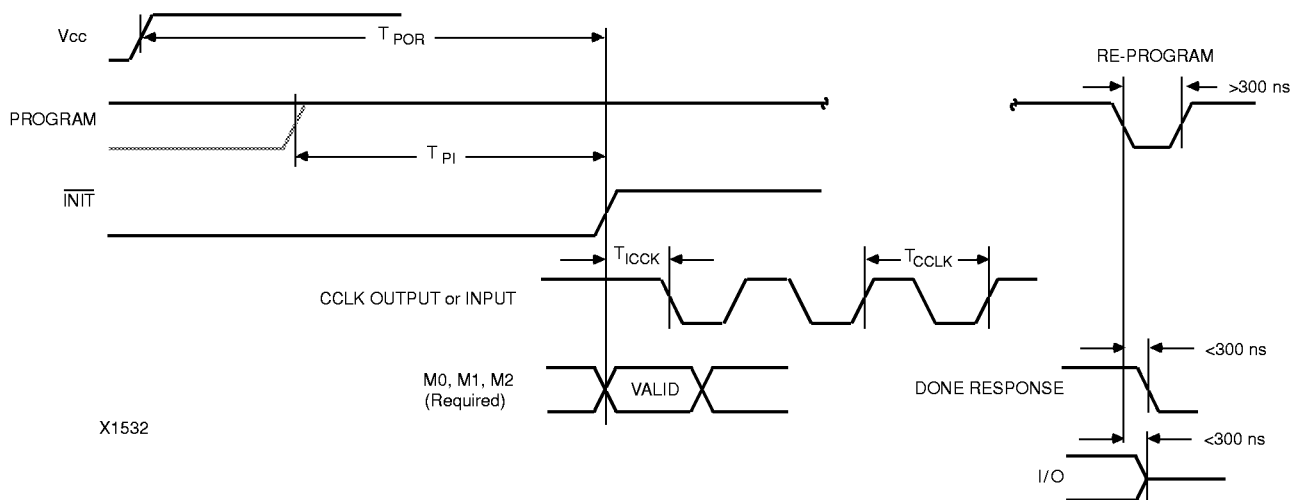 Vcc
T POR
RE-PROGRAM
>300 ns
PROGRAM
T PI
INIT
T ICCK
T CCLK
CCLK OUTPUT or INPUT
<300 ns
M0, M1, M2
(Required)
VALID
DONE RESPONSE
X1532
<300 ns
I/O